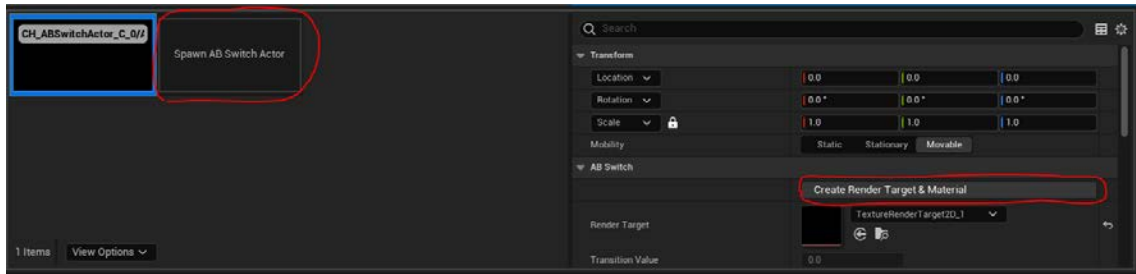 CH_ABSwitchActor_C_0/
Spawn AB Switch Actor
1 Items View Options
Search
Transform
Location 0.0 0.0 0.0
Rotation 0.0° 0.0° 0.0°
Scale 1.0 1.0 1.0
Mobility Static Stationary Movable
AB Switch
Create Render Target & Material
Render Target TextureRenderTarget2D_1
Transition Value 0.0